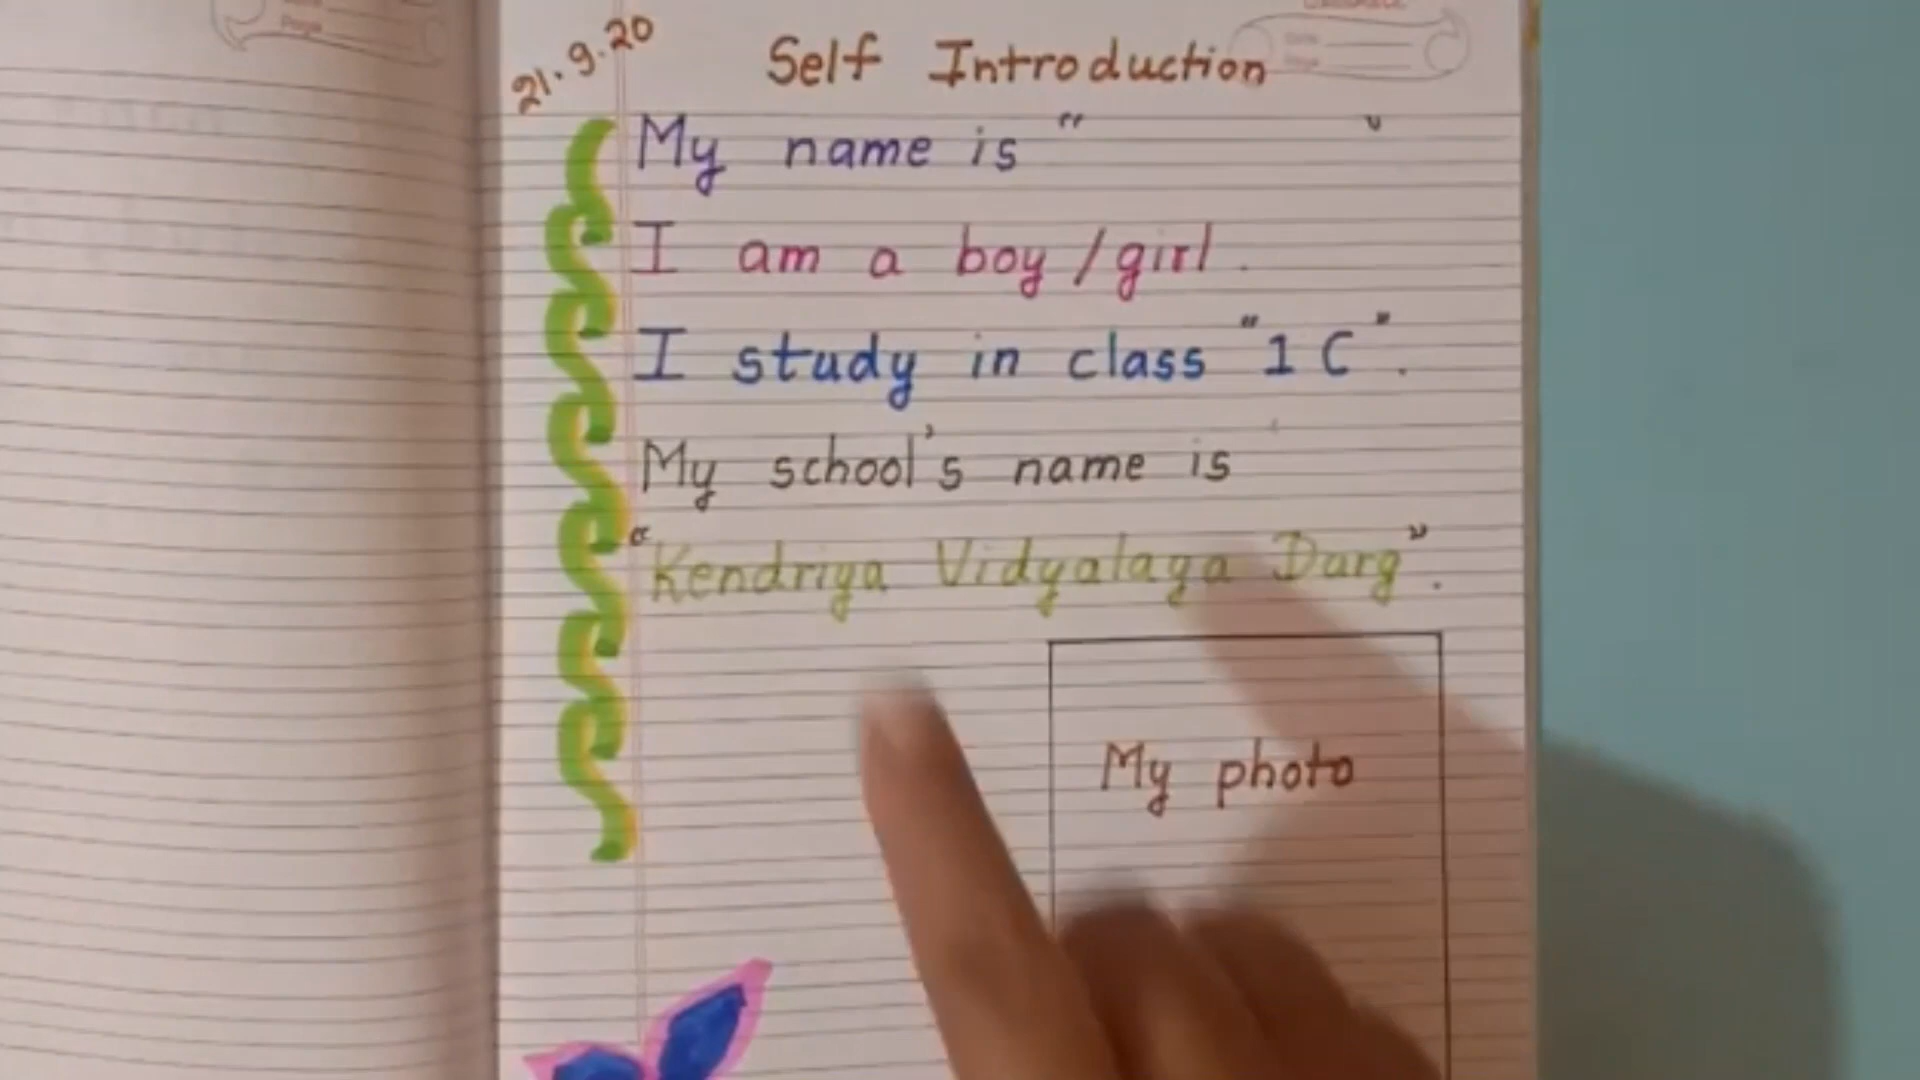 21.9.20
Self Introduction
My name is " "
I am a boy/girl.
I study in class "1 C".
My school's name is
"Kendriya Vidyalaya Durg".
My photo